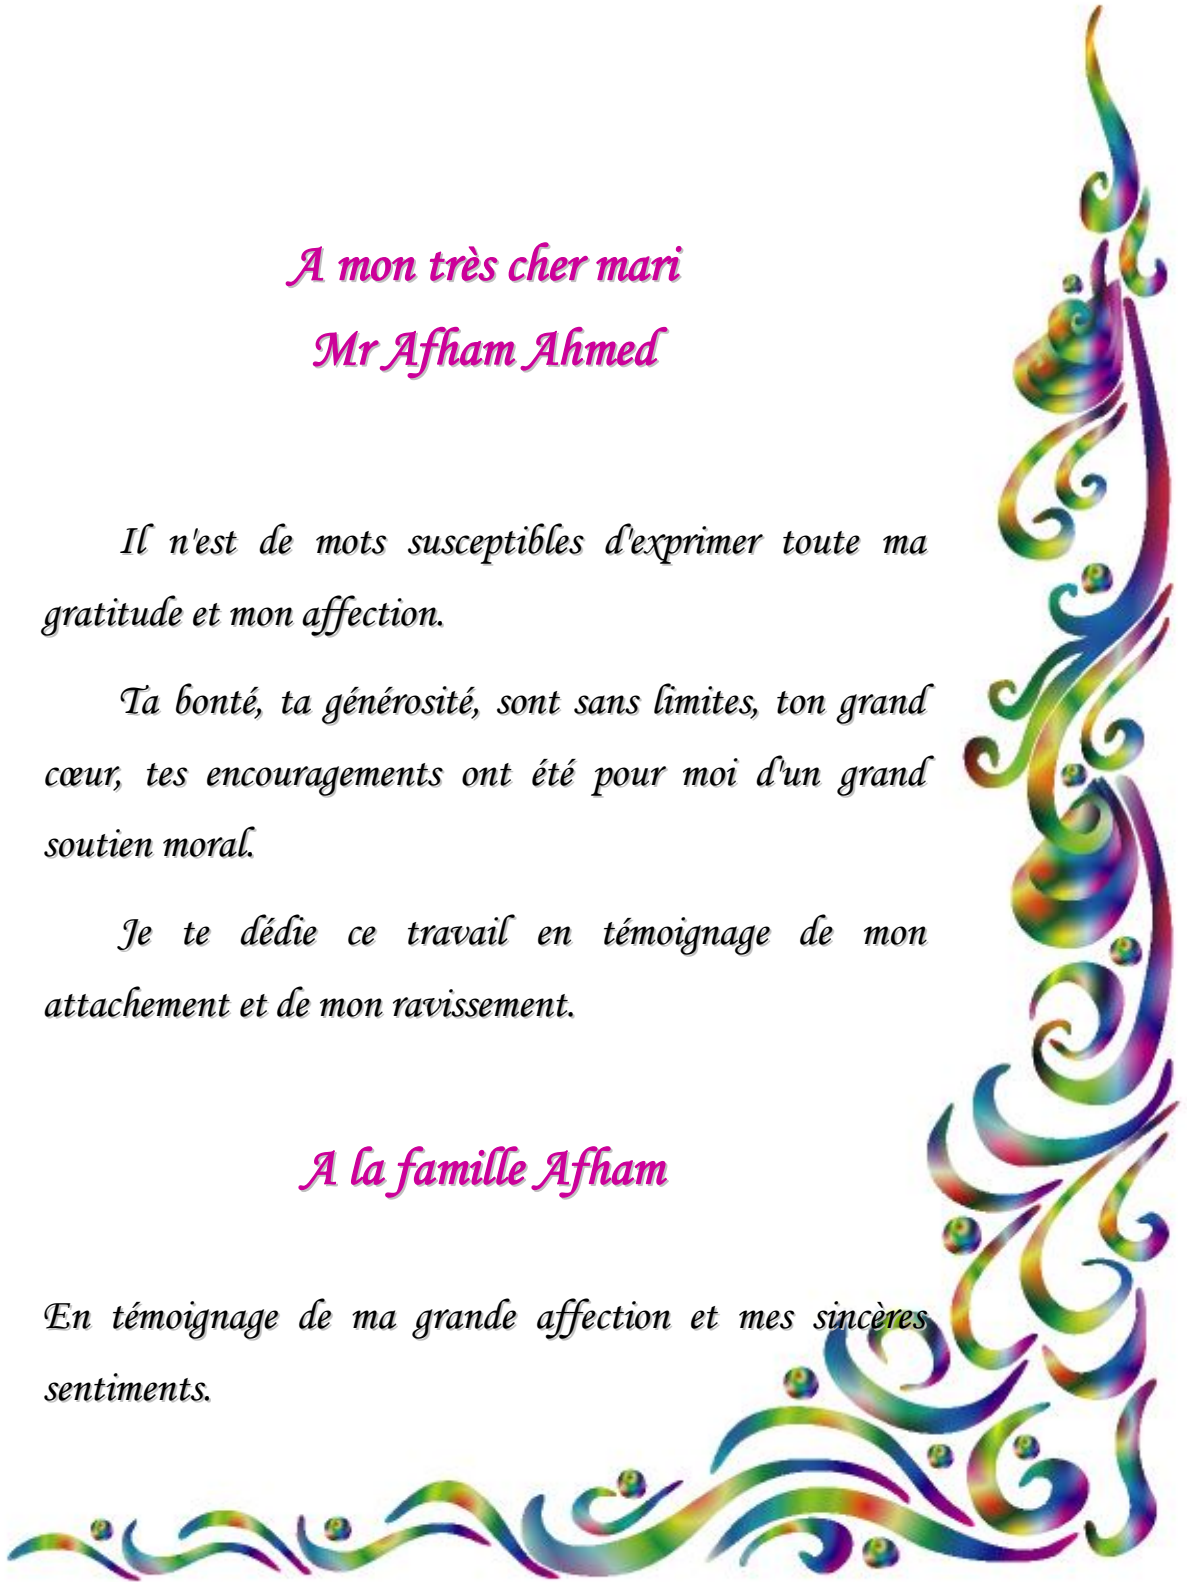 A mon très cher mari
Mr Afham Ahmed
Il n'est de mots susceptibles d'exprimer toute ma
gratitude et mon affection.
Ta bonté, ta générosité, sont sans limites, ton grand
cœur, tes encouragements ont été pour moi d'un grand
soutien moral.
Je te dédie ce travail en témoignage de mon
attachement et de mon ravissement.
A la famille Afham
En témoignage de ma grande affection et mes sincères
sentiments.